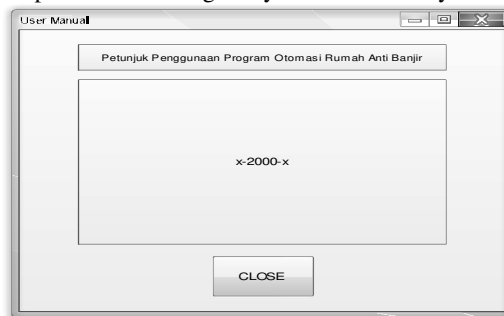 User Manual
Petunjuk Penggunaan Program Otomasi Rumah Anti Banjir
x-2000-x
CLOSE